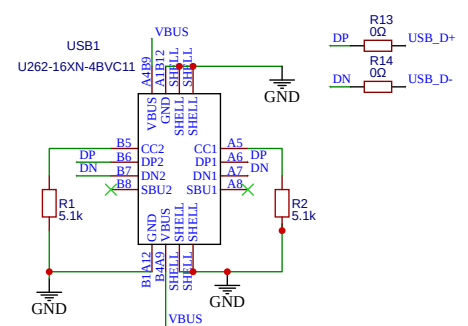 VBUS
USB1
U262-16XN-4BVC11
A4B9
A1B12
SHELL
SHELL
GND
R13
0Ω
DP
USB_D+
R14
0Ω
DN
USB_D-
VBUS
GND
SHELL
SHELL
B5
CC2
CC1
A5
DP
B6
DP2
DP1
A6
DP
DN
B7
DN2
DN1
A7
DN
B8
SBU2
SBU1
A8
R1
5.1k
R2
5.1k
GND
VBUS
SHELL
SHELL
B1A12
B4A9
SHELL
SHELL
GND
GND
VBUS